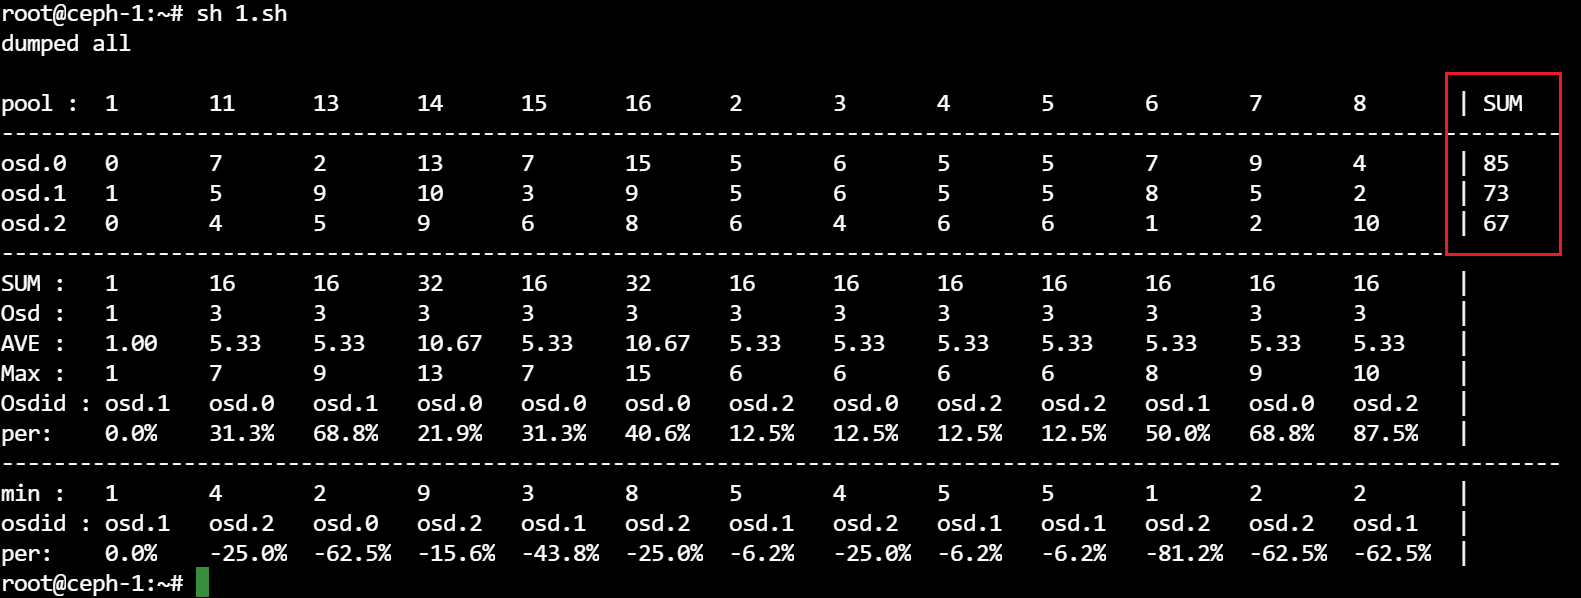 root@ceph-1:~# sh 1.sh
dumped all
pool :  1       11      13      14      15      16      2       3       4       5       6       7       8       | SUM
------------------------------------------------------------------------------------------------------------------------
osd.0   0       7       2       13      7       15      5       6       5       5       7       9       4       | 85
osd.1   1       5       9       10      3       9       5       6       5       5       8       5       2       | 73
osd.2   0       4       5       9       6       8       6       4       6       6       1       2       10      | 67
---------------------------------------------------------------------------------------------------------------
SUM :   1       16      16      32      16      32      16      16      16      16      16      16      16      |
Osd :   1       3       3       3       3       3       3       3       3       3       3       3       3       |
AVE :   1.00    5.33    5.33    10.67   5.33    10.67   5.33    5.33    5.33    5.33    5.33    5.33    5.33    |
Max :   1       7       9       13      7       15      6       6       6       6       8       9       10      |
Osdid : osd.1   osd.0   osd.1   osd.0   osd.0   osd.0   osd.2   osd.0   osd.2   osd.2   osd.1   osd.0   osd.2   |
per:    0.0%    31.3%   68.8%   21.9%   31.3%   40.6%   12.5%   12.5%   12.5%   12.5%   50.0%   68.8%   87.5%   |
------------------------------------------------------------------------------------------------------------------------
min :   1       4       2       9       3       8       5       4       5       5       1       2       2       |
osdid : osd.1   osd.2   osd.0   osd.2   osd.1   osd.2   osd.1   osd.2   osd.1   osd.1   osd.2   osd.2   osd.1   |
per:    0.0%    -25.0%  -62.5%  -15.6%  -43.8%  -25.0%  -6.2%   -25.0%  -6.2%   -6.2%   -81.2%  -62.5%  -62.5%  |
root@ceph-1:~#